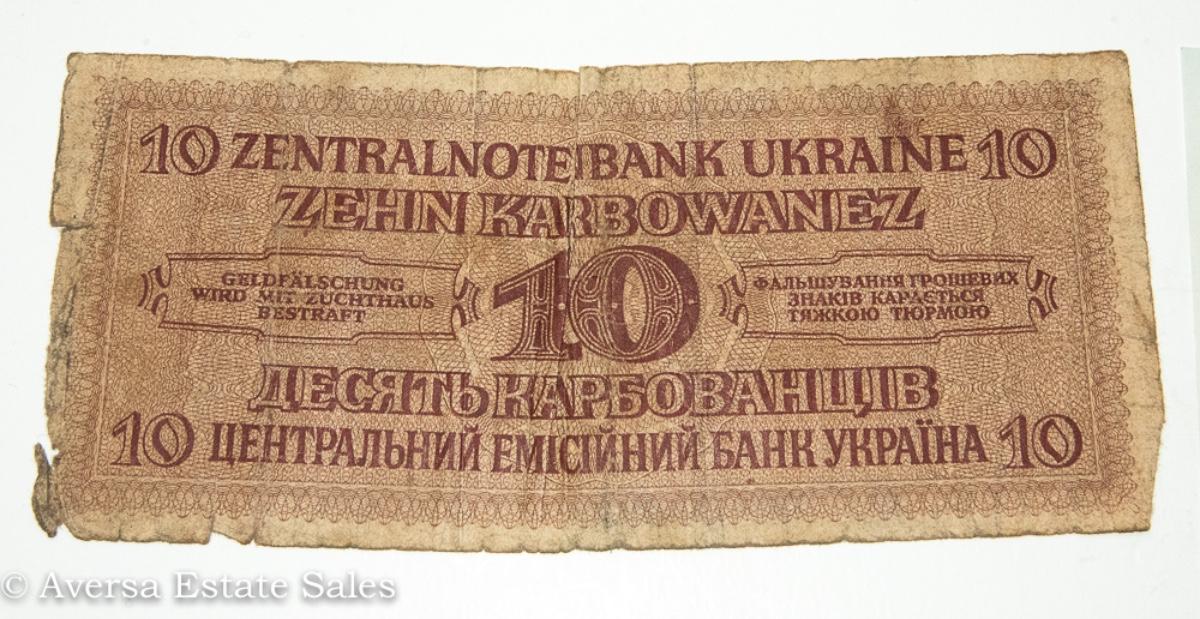 10 ZENTRALNOTENBANK UKRAINE 10
ZEHN KARBOWANEZ
GELDFÄLSCHUNG
WIRD MIT ZUCHTHAUS
BESTRAFT
10
ФАЛЬШУВАННЯ ГРОШЕВИХ
ЗНАКІВ КАРАЄТЬСЯ
ТЯЖКОЮ ТЮРМОЮ
ДЕСЯТЬ КАРБОВАНЦІВ
10 ЦЕНТРАЛЬНИЙ ЕМІСІЙНИЙ БАНК УКРАЇНА 10
© Aversa Estate Sales